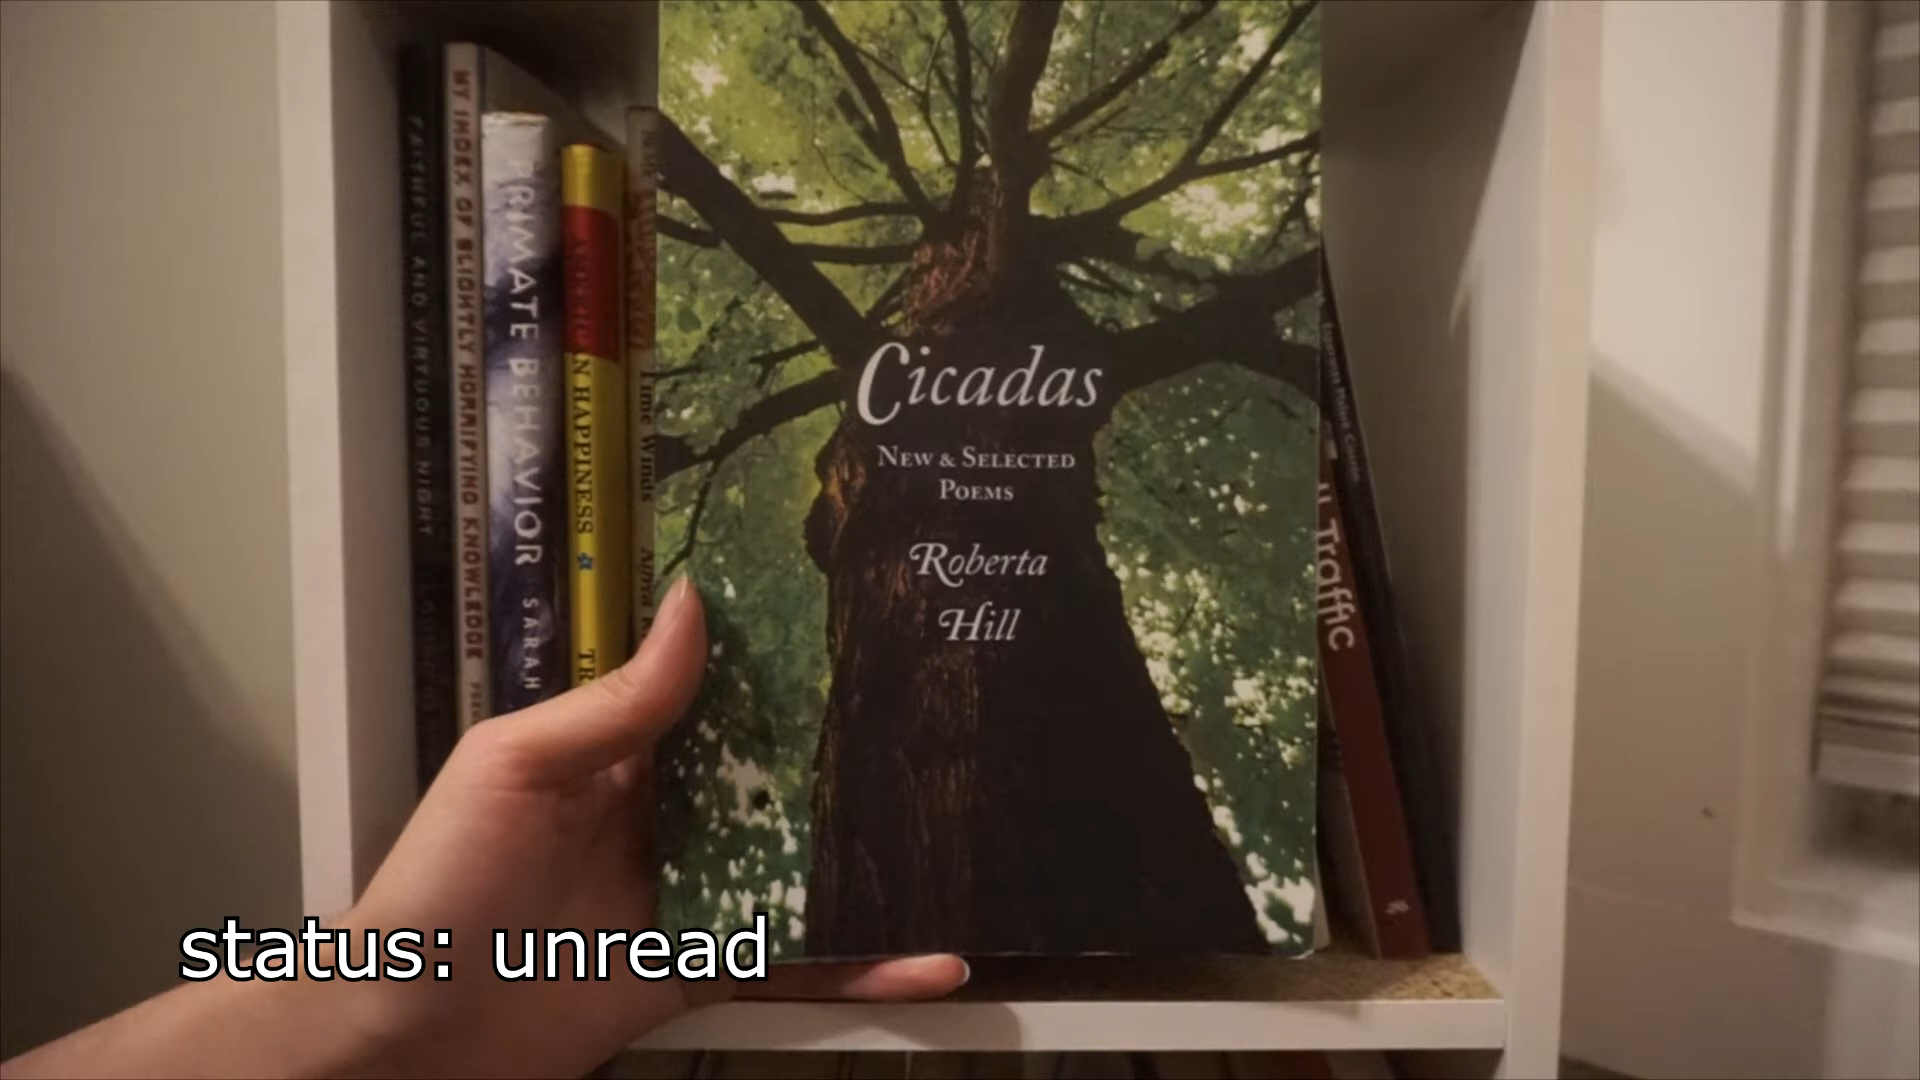 FAITHFUL AND VIRTUOUS NIGHT
MY INDEX OF SLIGHTLY HORRIFYING KNOWLEDGE
PRIMATE BEHAVIOR SARAH
AMERICAN HAPPINESS
Time Winds
Cicadas
NEW & SELECTED
POEMS
Roberta
Hill
Traffic
status: unread